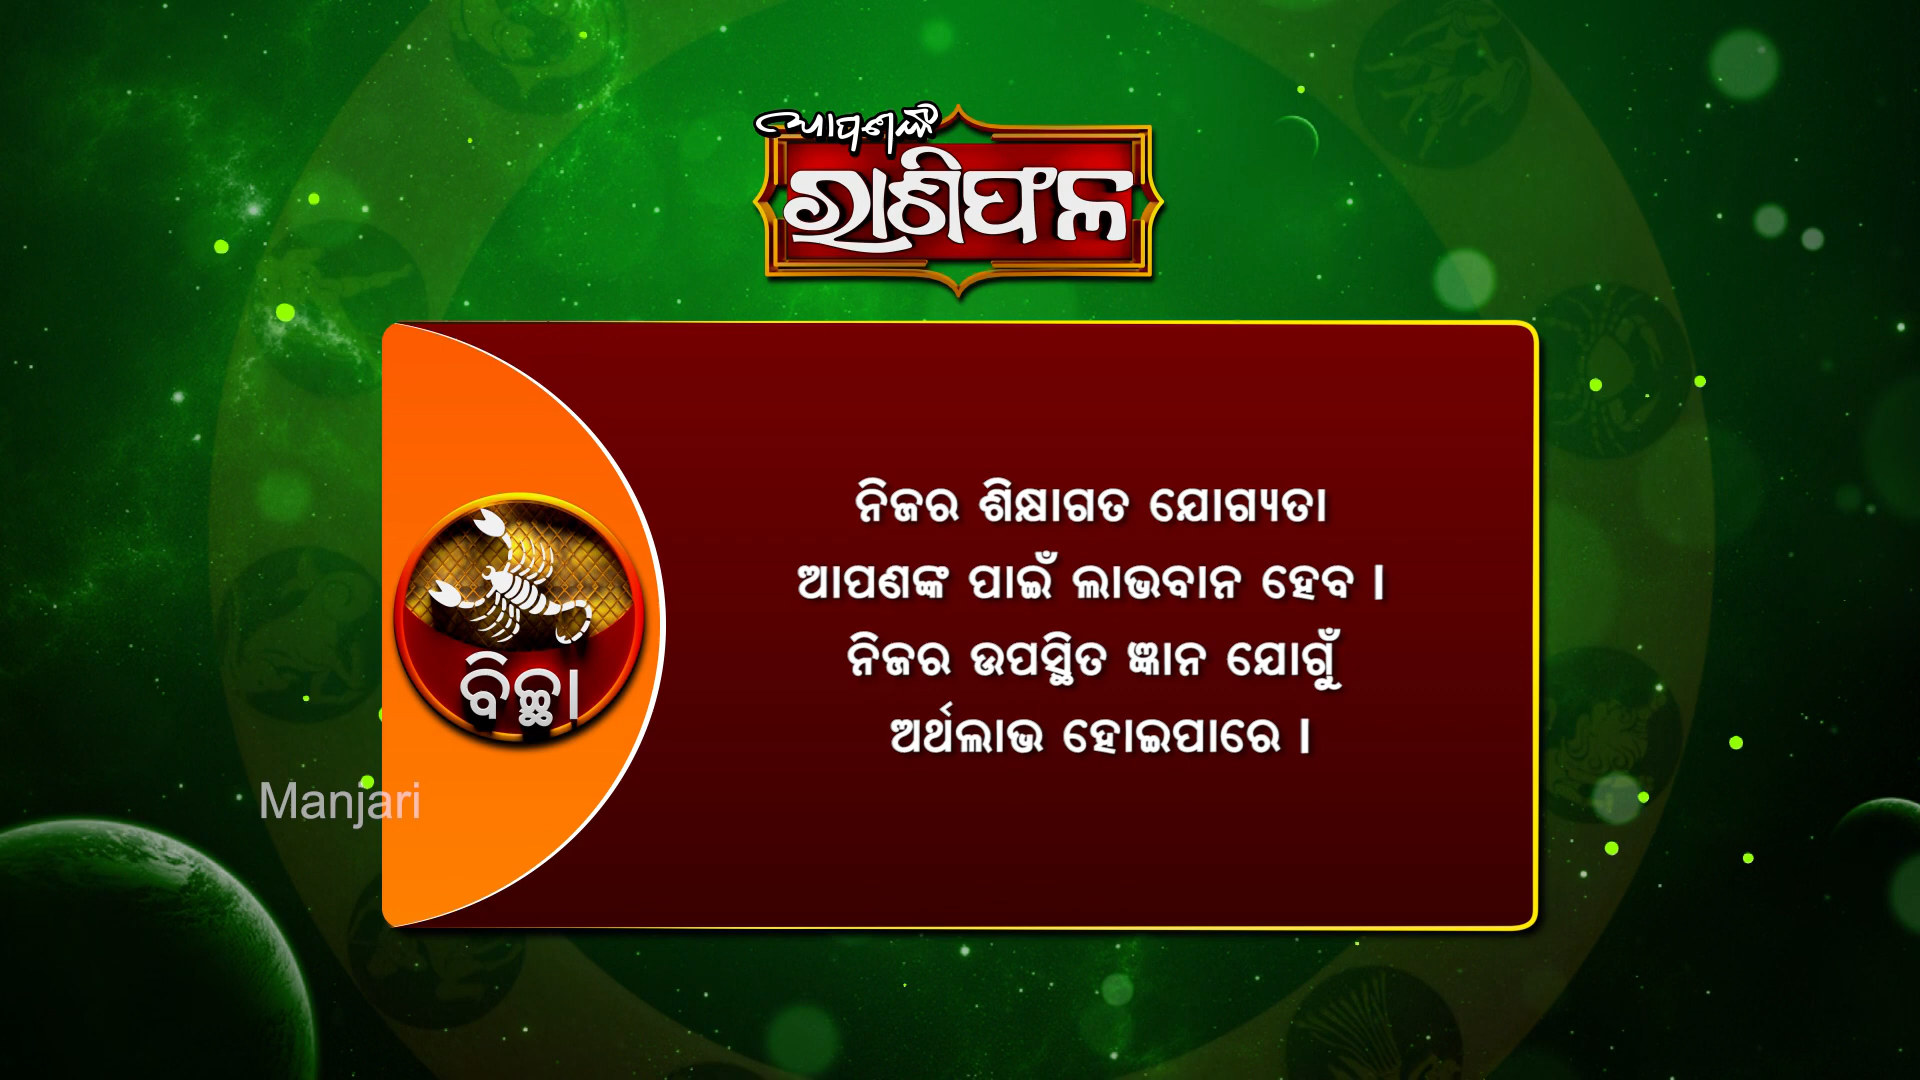 ଆପଣଙ୍କ
ରାଶିଫଳ
ନିଜର ଶିକ୍ଷାଗତ ଯୋଗ୍ୟତା
ଆପଣଙ୍କ ପାଇଁ ଲାଭବାନ ହେବ ।
ନିଜର ଉପସ୍ଥିତ ଜ୍ଞାନ ଯୋଗୁଁ
ଅର୍ଥଲାଭ ହୋଇପାରେ ।
ବିଚ୍ଛା
Manjari